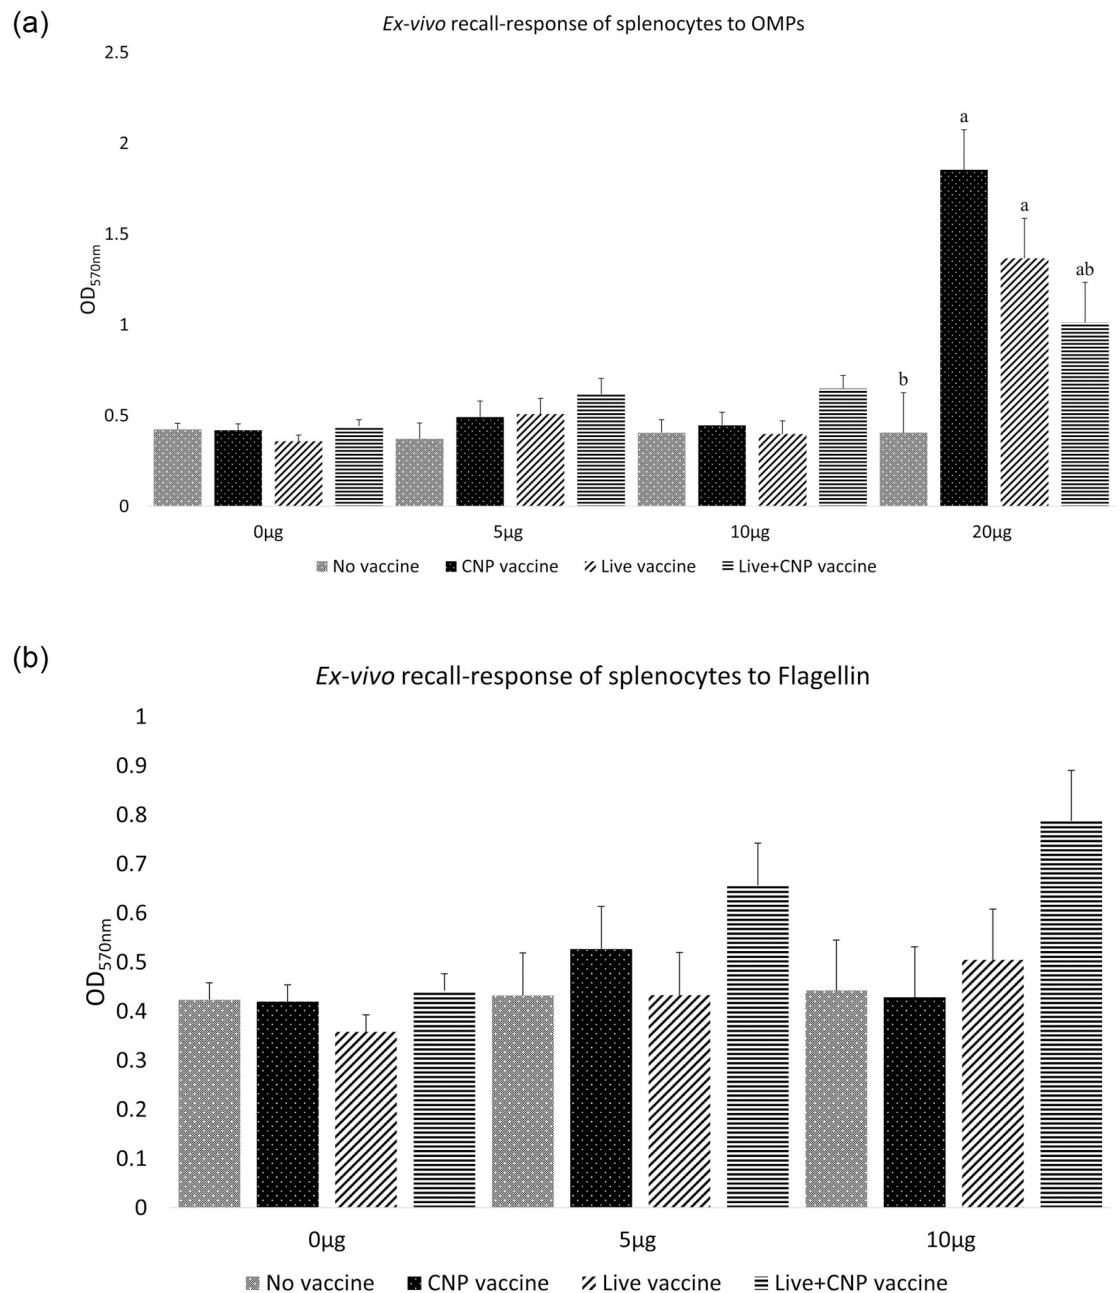 (a)
Ex-vivo recall-response of splenocytes to OMPs
2.5
2
1.5
1
0.5
0
OD570nm
a
a
ab
b
0µg 5µg 10µg 20µg
No vaccine CNP vaccine Live vaccine Live+CNP vaccine
(b)
Ex-vivo recall-response of splenocytes to Flagellin
1
0.9
0.8
0.7
0.6
0.5
0.4
0.3
0.2
0.1
0
OD570nm
0µg 5µg 10µg
No vaccine CNP vaccine Live vaccine Live+CNP vaccine